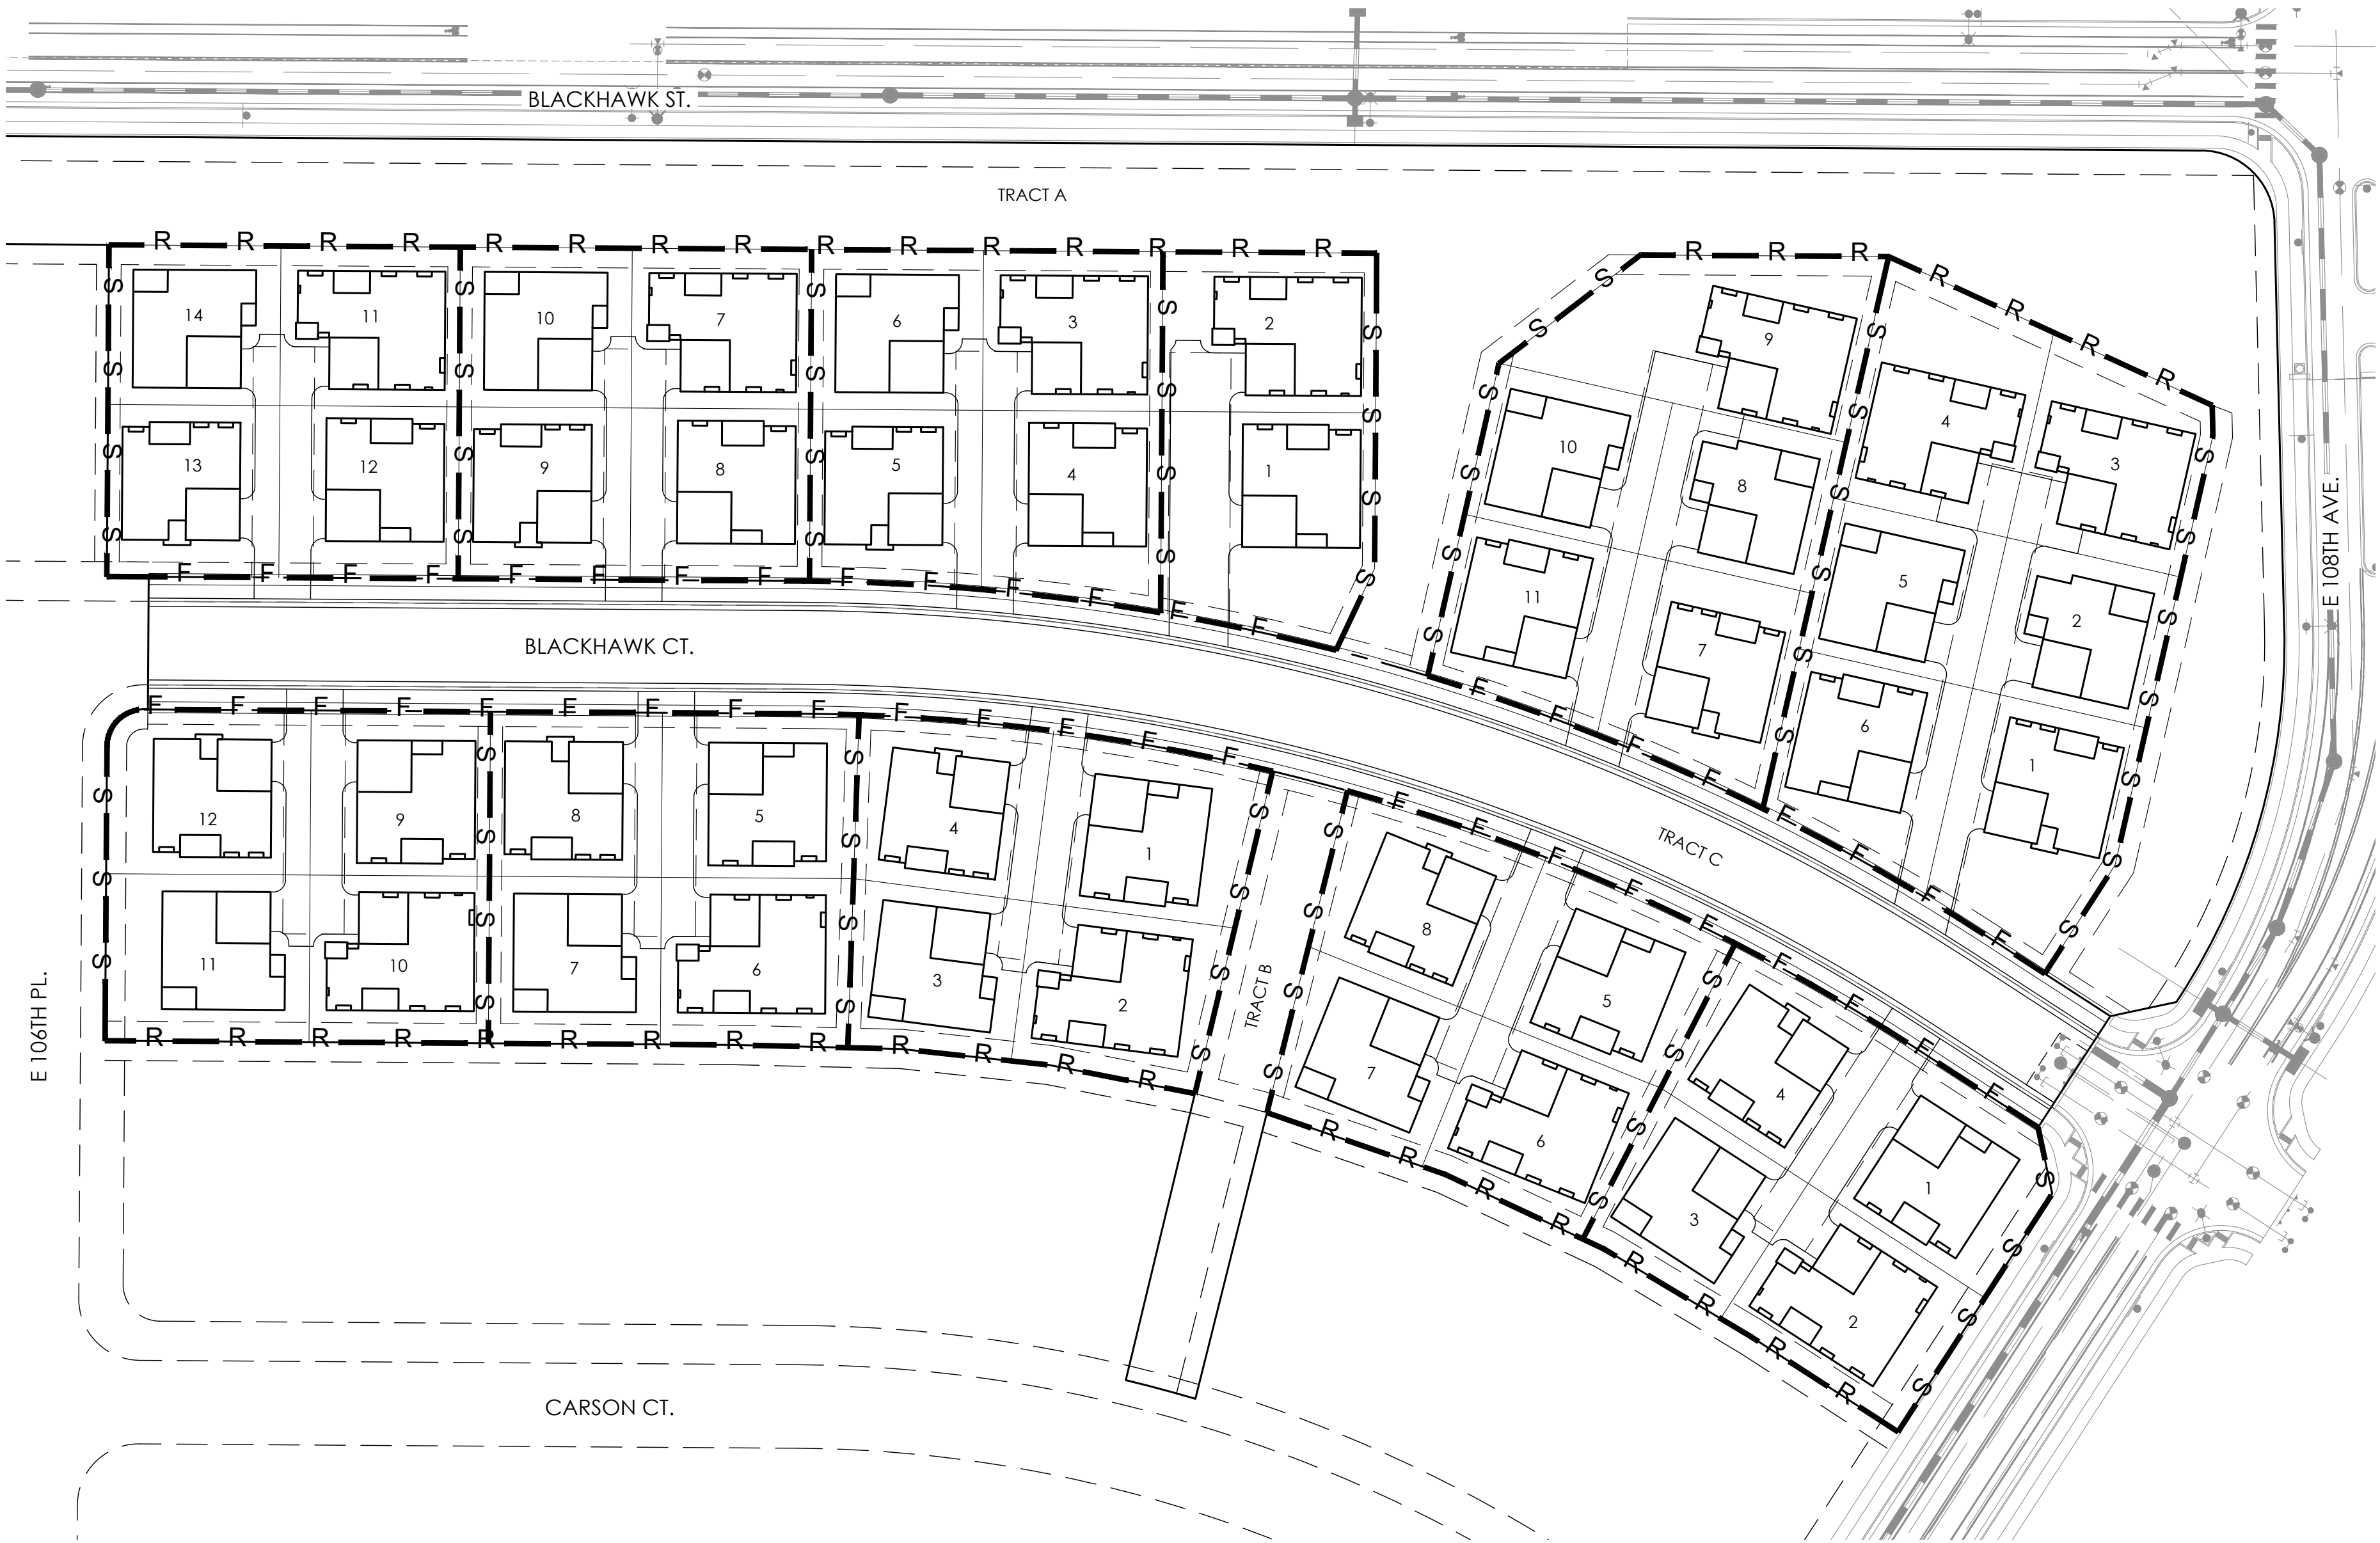 BLACKHAWK ST.
TRACT A
R R R R R R R R R R R R R R R
R R R
R R R R
14 11 10 7 6 3 2
13 12 9 8 5 4 1
S S S S
S S S S
S S S S
S S S S
S S S S
F F F F F F F F F F F F F F
S S
9
10
8
11
7
4
3
5
2
6
1
S S S S
S S S S S S
S S S S S S S
F F F F
F F F
E 108TH AVE.
BLACKHAWK CT.
TRACT C
F F F F F F F F F F F F F F
12 9 8 5 4 1
11 10 7 6 3 2
S S S
S S S S
S S S S
S S S S
R R R R R R R R R R R R R
E 106TH PL.
TRACT B
F F F F F
F F F F
8
5
7
6
4
1
3
2
S S S S
S S S S
S S S S
R R R R
R R R R
CARSON CT.